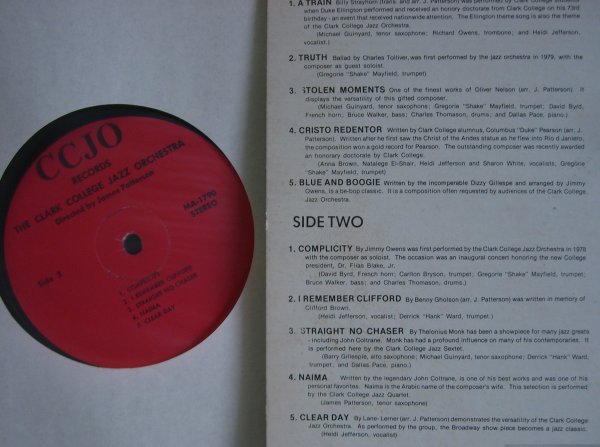 CCJO
RECORDS
THE CLARK COLLEGE JAZZ ORCHESTRA
Directed by James Patterson
MA-1790
STEREO
Side 2
1. COMPLICITY
2. I REMEMBER CLIFFORD
3. STRAIGHT NO CHASER
4. NAIMA
5. CLEAR DAY
1. A TRAIN Billy Strayhorn (trans. and arr. J. Patterson) was performed by Clark College
when Duke Ellington performed and received an honory doctorate from Clark College on his 73rd
birthday - an event that received nationwide attention. The Ellington theme song is also the theme
of the Clark College Jazz Orchestra.
(Michael Guinyard, tenor saxophone; Richard Owens, trombone; and Heidi Jefferson,
vocalist.)
2. TRUTH Ballad by Charles Tolliver, was first performed by the jazz orchestra in 1979, with the
composer as guest soloist.
(Gregorie "Shake" Mayfield, trumpet)
3. STOLEN MOMENTS One of the finest works of Oliver Nelson (arr. J. Patterson). It
displays the versatility of this gifted composer.
(Michael Guinyard, tenor saxophone; Gregorie "Shake" Mayfield, trumpet; David Byrd,
French horn; Bruce Walker, bass; Charles Thomason, drums; and Dallas Pace, piano.)
4. CRISTO REDENTOR Written by Clark College alumnus, Columbus "Duke" Pearson (arr. J.
Patterson). Written after he first saw the Christ of the Andes statue as he flew into Rio d Janiero,
the composition won a gold record for Pearson. The outstanding composer was recently awarded
an honorary doctorate by Clark College.
(Anna Brown, Natalege El-Shair, Heidi Jefferson and Sharon White, vocalists, Gregorie
"Shake" Mayfield, trumpet)
5. BLUE AND BOOGIE Written by the incomperable Dizzy Gillespe and arranged by Jimmy
Owens, is a be-bop classic. It is a composition often requested by audiences of the Clark College
Jazz Orchestra.
SIDE TWO
1. COMPLICITY By Jimmy Owens was first performed by the Clark College Jazz Orchestra in 1978
with the composer as soloist. The occasion was an inaugural concert honoring the new College
president, Dr. Flias Blake, Jr.
(David Byrd, French horn; Carlton Bryson, trumpet; Gregorie "Shake" Mayfield, trumpet;
Bruce Walker, bass; and Charles Thomason, drums.)
2. I REMEMBER CLIFFORD By Benny Gholson (arr. J. Patterson) was written in memory of
Clifford Brown.
(Heidi Jefferson, vocalist; Derrick "Hank" Ward, trumpet.)
3. STRAIGHT NO CHASER By Thelonius Monk has been a showpiece for many jazz greats
- including John Coltrane. Monk has had a profound influence on many of his contemporaries. It
is performed here by the Clark College Jazz Sextet.
(Barry Gillespie, alto saxophone; Michael Guinyard, tenor saxophone; Derrick "Hank" Ward,
trumpet; and Dallas Pace, piano.)
4. NAIMA Written by the legendary John Coltrane, is one of his best works and was one of his
personal favorites. Naima is the Arabic name of the composer's wife. This selection is performed
by the Clark College Jazz Quartet.
(James Patterson, tenor saxophone)
5. CLEAR DAY By Lane- Lerner (arr. J. Patterson) demonstrates the versatility of the Clark College
Jazz Orchestra. As performed by the group, the Broadway show piece becomes a jazz classic.
(Heidi Jefferson, vocalist)